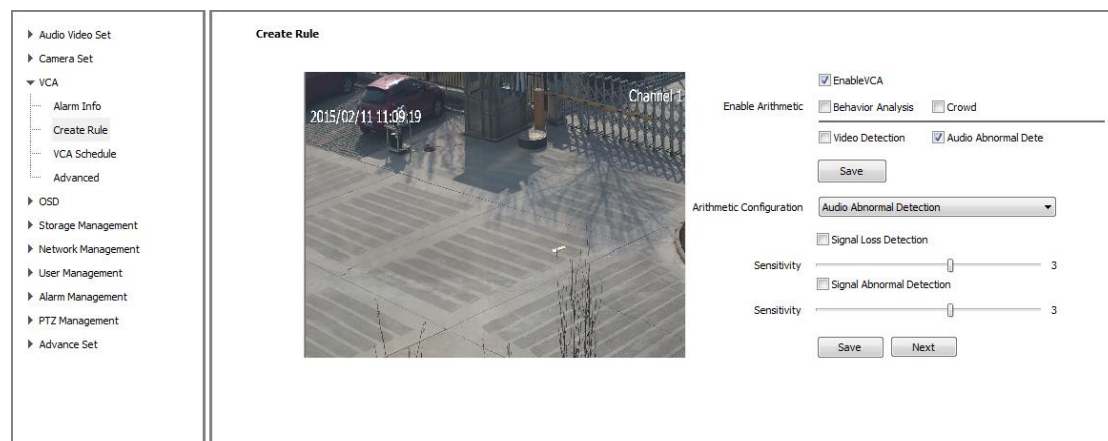 Audio Video Set
Camera Set
VCA
Alarm Info
Create Rule
VCA Schedule
Advanced
OSD
Storage Management
Network Management
User Management
Alarm Management
PTZ Management
Advance Set
Create Rule
Channel 1
2015/02/11 11:09:19
EnableVCA
Enable Arithmetic Behavior Analysis Crowd
Video Detection Audio Abnormal Dete
Save
Arithmetic Configuration Audio Abnormal Detection
Signal Loss Detection
Sensitivity 3
Signal Abnormal Detection
Sensitivity 3
Save Next